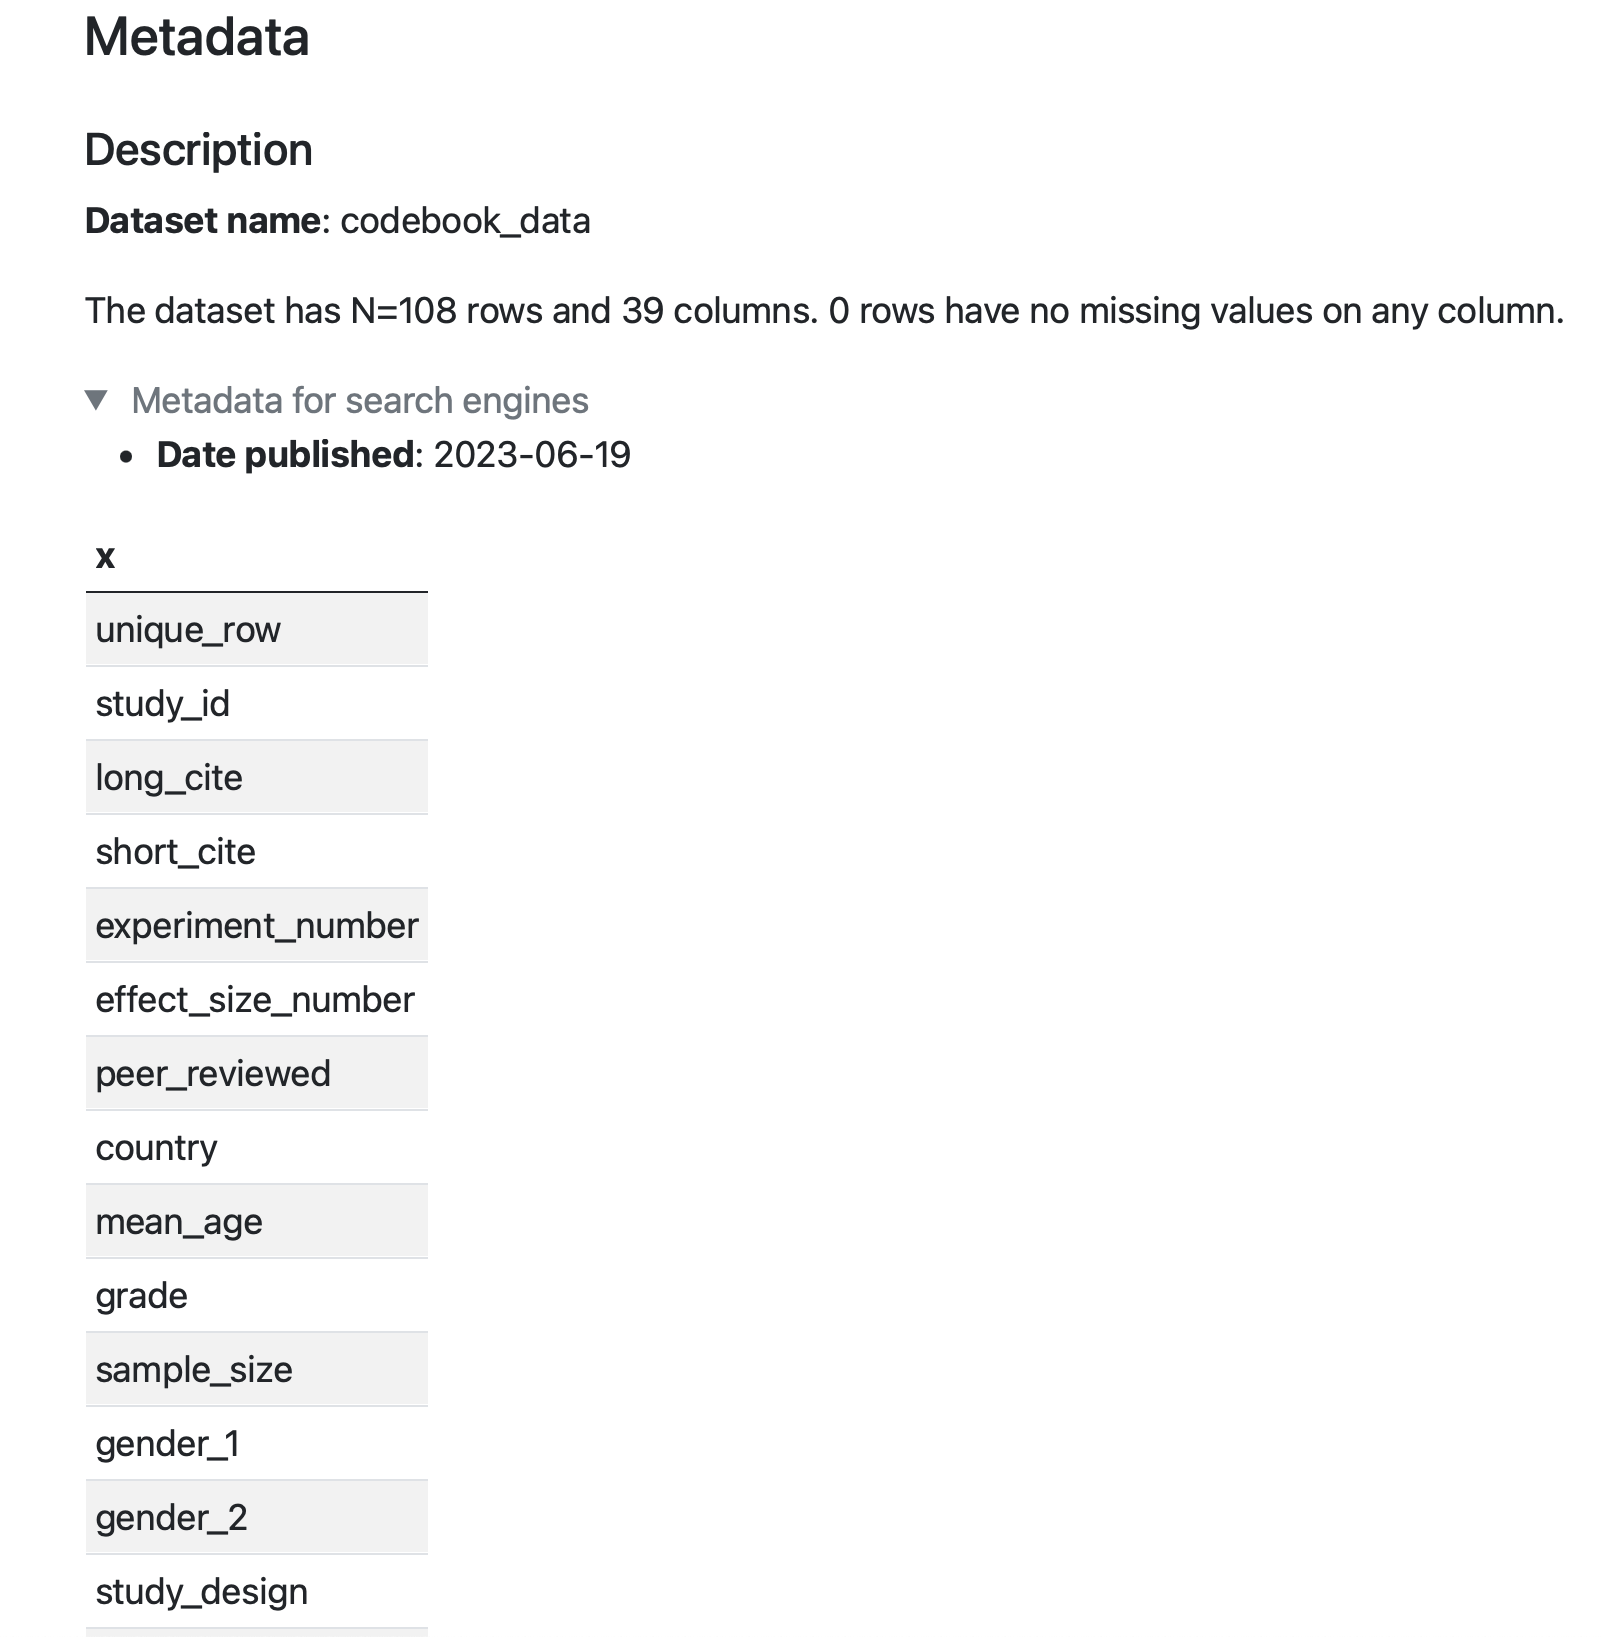 Metadata
Description
Dataset name: codebook_data
The dataset has N=108 rows and 39 columns. 0 rows have no missing values on any column.
▼ Metadata for search engines
• Date published: 2023-06-19
x
unique_row
study_id
long_cite
short_cite
experiment_number
effect_size_number
peer_reviewed
country
mean_age
grade
sample_size
gender_1
gender_2
study_design